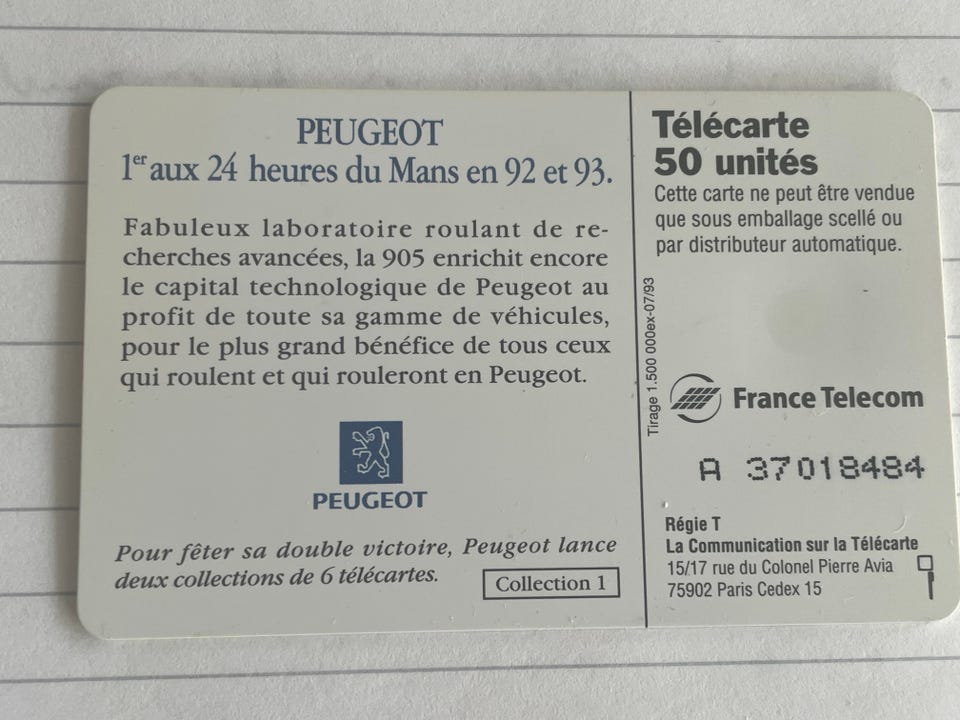 PEUGEOT
1er aux 24 heures du Mans en 92 et 93.
Fabuleux laboratoire roulant de re-
cherches avancées, la 905 enrichit encore
le capital technologique de Peugeot au
profit de toute sa gamme de véhicules,
pour le plus grand bénéfice de tous ceux
qui roulent et qui rouleront en Peugeot.
PEUGEOT
Pour fêter sa double victoire, Peugeot lance
deux collections de 6 télécartes.
Collection 1
Télécarte
50 unités
Cette carte ne peut être vendue
que sous emballage scellé ou
par distributeur automatique.
Tirage 1.500 000ex-07/93
France Telecom
A 37018484
Régie T
La Communication sur la Télécarte
15/17 rue du Colonel Pierre Avia
75902 Paris Cedex 15